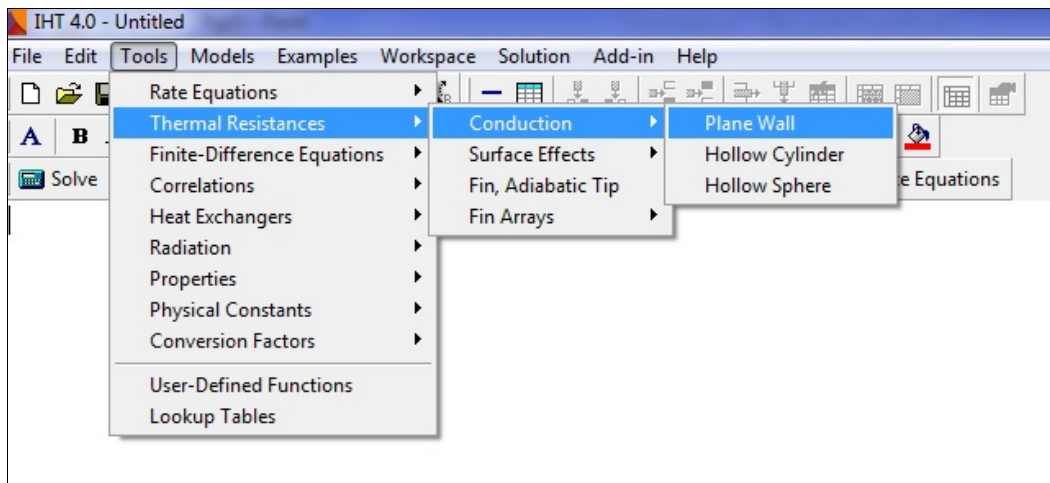 IHT 4.0 - Untitled
File Edit Tools Models Examples Workspace Solution Add-in Help
A B
Solve
Rate Equations
Thermal Resistances
Finite-Difference Equations
Correlations
Heat Exchangers
Radiation
Properties
Physical Constants
Conversion Factors
User-Defined Functions
Lookup Tables
Conduction
Surface Effects
Fin, Adiabatic Tip
Fin Arrays
Plane Wall
Hollow Cylinder
Hollow Sphere
e Equations